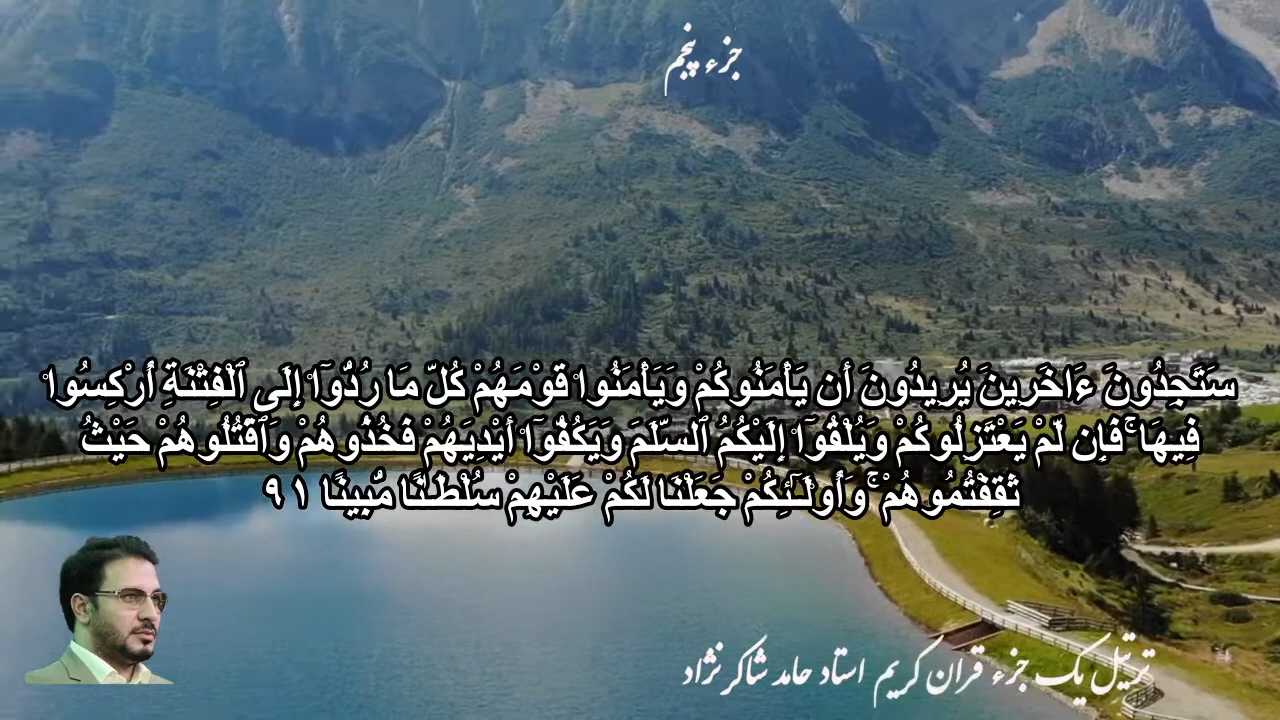 جزء پنجم
سَتَجِدُونَ ءَاخَرِينَ يُرِيدُونَ أَن يَأْمَنُوكُمْ وَيَأْمَنُوا۟ قَوْمَهُمْ كُلَّ مَا رُدُّوٓا۟ إِلَى ٱلْفِتْنَةِ أُرْكِسُوا۟
فِيهَا ۚ فَإِن لَّمْ يَعْتَزِلُوكُمْ وَيُلْقُوٓا۟ إِلَيْكُمُ ٱلسَّلَمَ وَيَكُفُّوٓا۟ أَيْدِيَهُمْ فَخُذُوهُمْ وَٱقْتُلُوهُمْ حَيْثُ
ثَقِفْتُمُوهُمْ ۚ وَأُو۟لَـٰٓئِكُمْ جَعَلْنَا لَكُمْ عَلَيْهِمْ سُلْطَـٰنًا مُّبِينًا ٩١
ترتیل یک جزء قران کریم استاد حامد شاکرنژاد